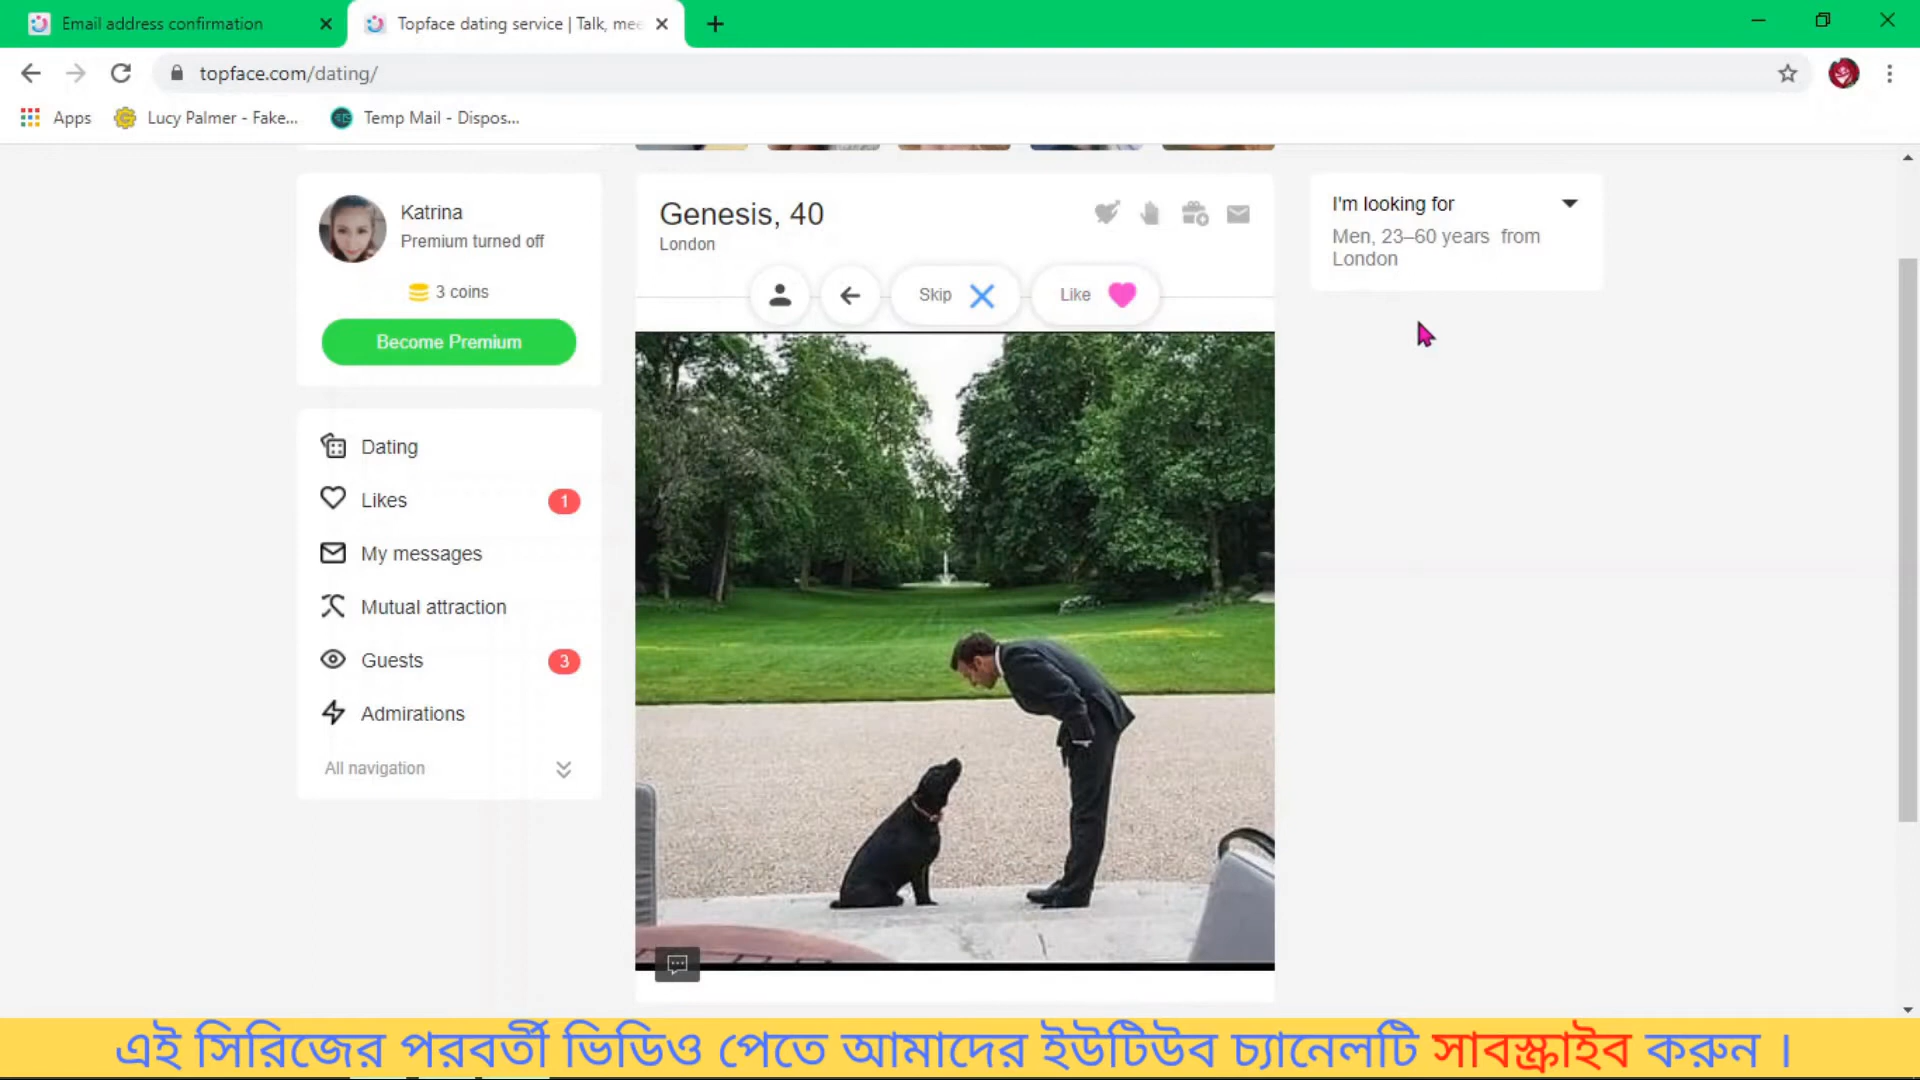 Email address confirmation
Topface dating service | Talk, mee
topface.com/dating/
Apps
Lucy Palmer - Fake...
Temp Mail - Dispos...
Katrina
Premium turned off
3 coins
Become Premium
Dating
Likes 1
My messages
Mutual attraction
Guests 3
Admirations
All navigation
Genesis, 40
London
Skip
Like
I'm looking for
Men, 23–60 years from
London
এই সিরিজের পরবর্তী ভিডিও পেতে আমাদের ইউটিউব চ্যানেলটি সাবস্ক্রাইব করুন ।